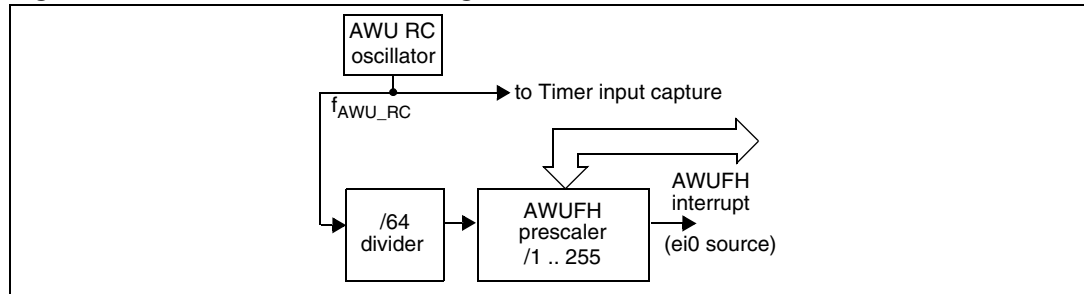 AWU RC
oscillator
to Timer input capture
fAWU_RC
AWUFH
interrupt
(ei0 source)
/64
divider
AWUFH
prescaler
/1 .. 255